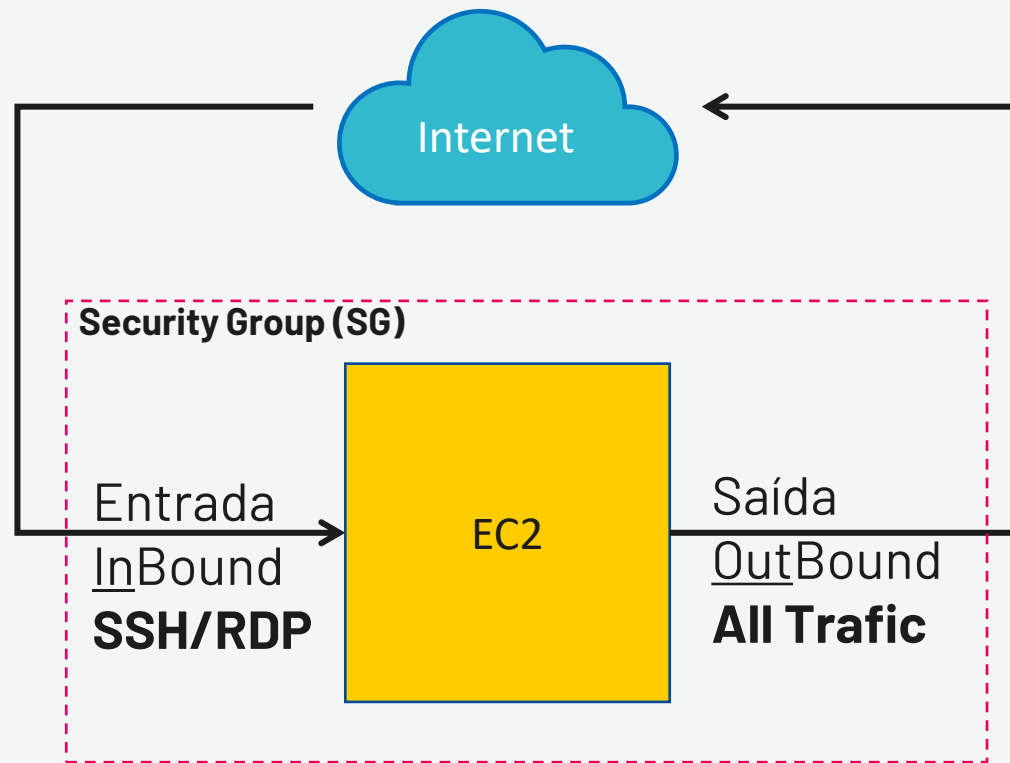 Internet
Security Group (SG)
Entrada
InBound
SSH/RDP
EC2
Saída
OutBound
All Trafic